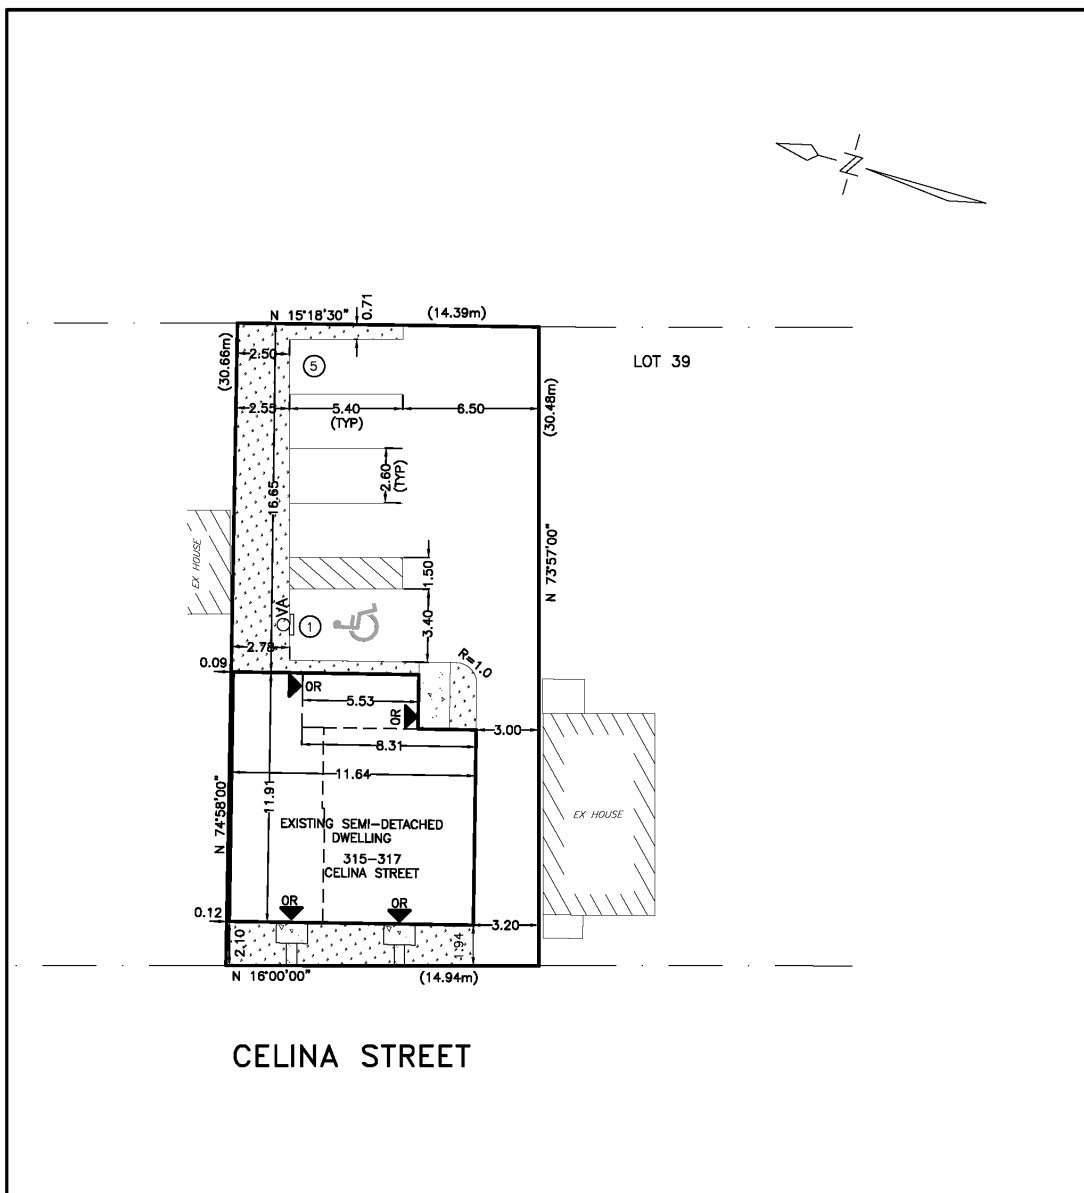 N
N 15°18'30"
0.71
(14.39m)
LOT 39
(30.66m)
2.50
5
(30.48m)
2.55
5.40
(TYP)
6.50
2.60
(TYP)
16.65
EX HOUSE
N 73°57'00"
1.50
VA
1
3.40
2.78
R=1.0
0.09
OR
5.53
OR
3.00
8.31
11.64
11.91
N 74°58'00"
EX HOUSE
EXISTING SEMI-DETACHED
DWELLING
315-317
CELINA STREET
OR
OR
0.12
3.20
2.10
1.94
N 16°00'00"
(14.94m)
CELINA STREET